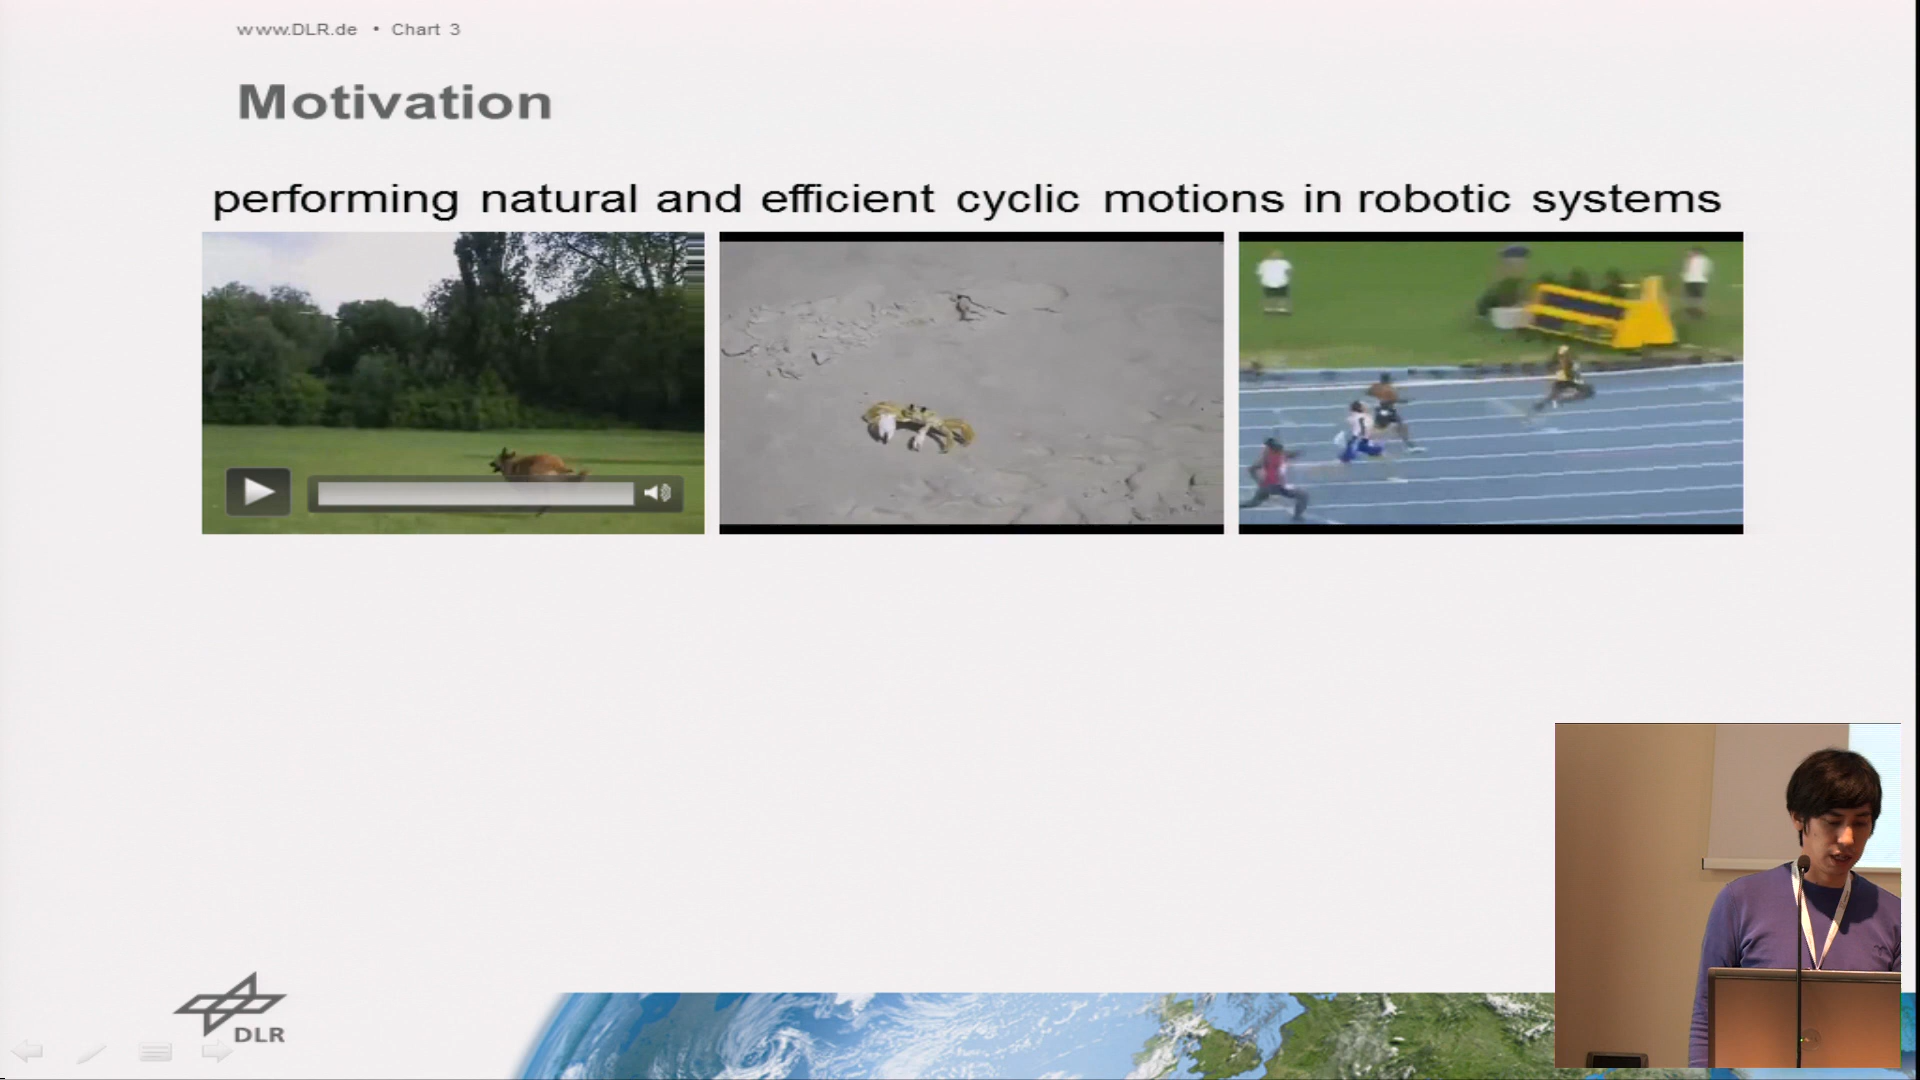 www.DLR.de • Chart 3
Motivation
performing natural and efficient cyclic motions in robotic systems
DLR